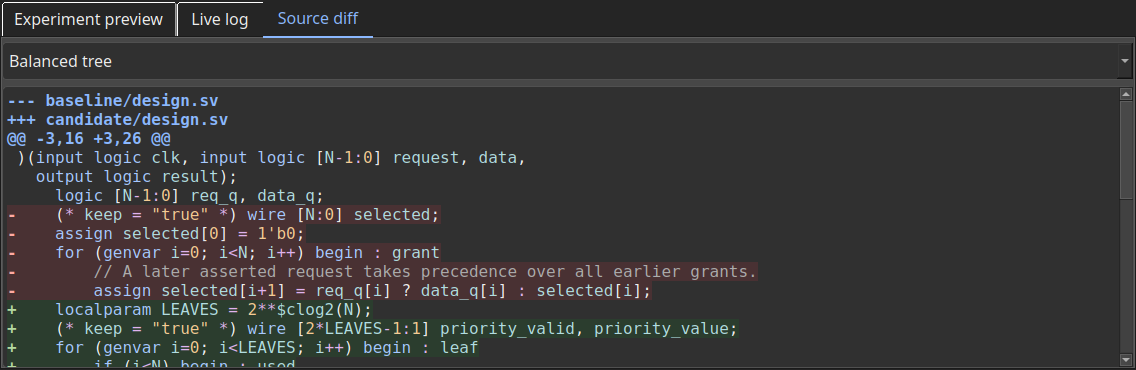 Experiment preview Live log Source diff
Balanced tree
--- baseline/design.sv
+++ candidate/design.sv
@@ -3,16 +3,26 @@
 )(input logic clk, input logic [N-1:0] request, data,
   output logic result);
     logic [N-1:0] req_q, data_q;
-    (* keep = "true" *) wire [N:0] selected;
-    assign selected[0] = 1'b0;
-    for (genvar i=0; i<N; i++) begin : grant
-        // A later asserted request takes precedence over all earlier grants.
-        assign selected[i+1] = req_q[i] ? data_q[i] : selected[i];
+    localparam LEAVES = 2**$clog2(N);
+    (* keep = "true" *) wire [2*LEAVES-1:1] priority_valid, priority_value;
+    for (genvar i=0; i<LEAVES; i++) begin : leaf
+        if (i<N) begin : used